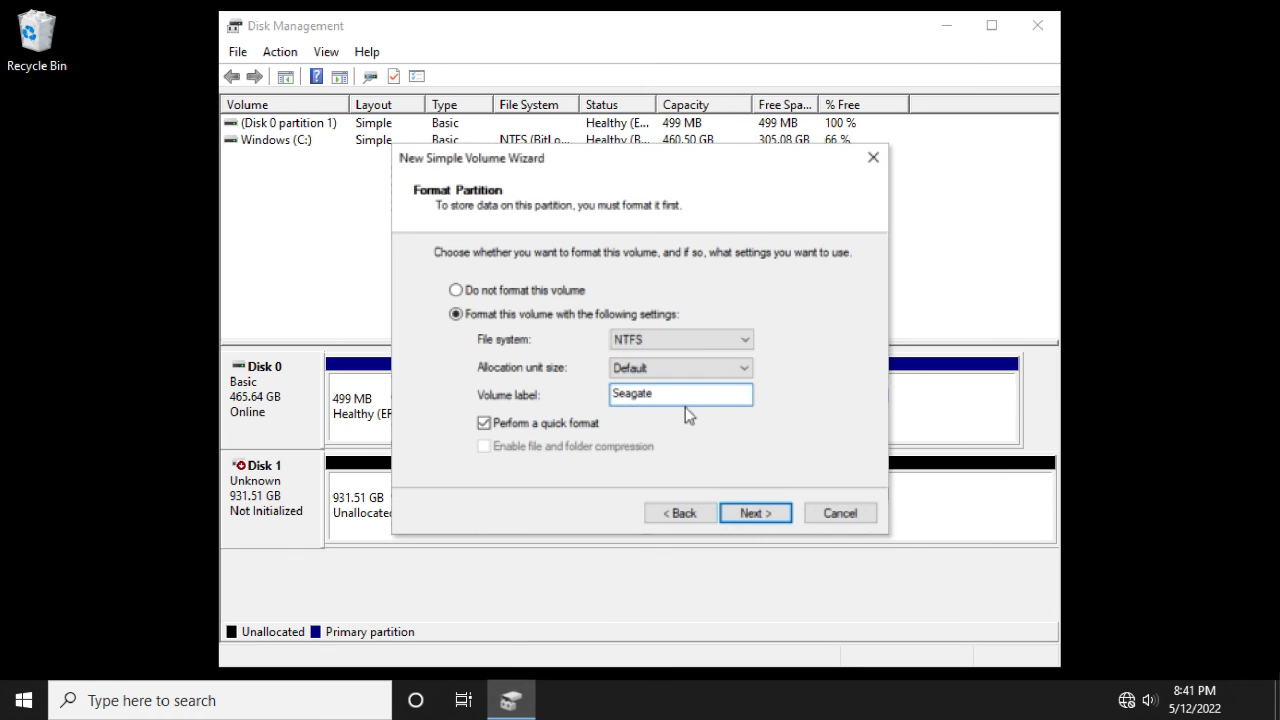 Recycle Bin
Disk Management
File Action View Help
Volume Layout Type File System Status Capacity Free Spa... % Free
(Disk 0 partition 1) Simple Basic Healthy (E... 499 MB 499 MB 100 %
Windows (C:) Simple Basic NTFS (BitLo... Healthy (B... 460.50 GB 305.08 GB 66 %
New Simple Volume Wizard
Format Partition
To store data on this partition, you must format it first.
Choose whether you want to format this volume, and if so, what settings you want to use.
Do not format this volume
Format this volume with the following settings:
File system: NTFS
Allocation unit size: Default
Volume label: Seagate
Perform a quick format
Enable file and folder compression
< Back Next > Cancel
Disk 0
Basic
465.64 GB
Online
499 MB
Healthy (EF
Disk 1
Unknown
931.51 GB
Not Initialized
931.51 GB
Unallocate
Unallocated Primary partition
Type here to search
8:41 PM
5/12/2022